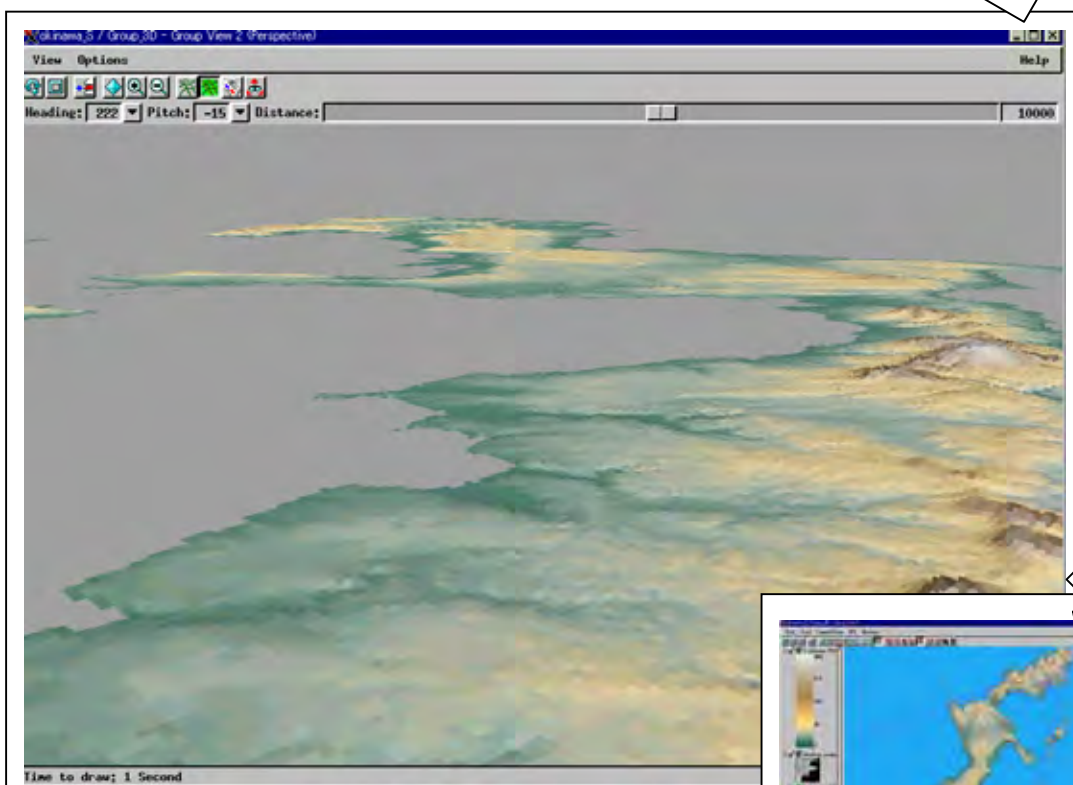 Okinawa_S / Group_3D - Group View 2 (Perspective)
View Options Help
Heading: 222 Pitch: -15 Distance: 10000
Time to draw: 1 Second